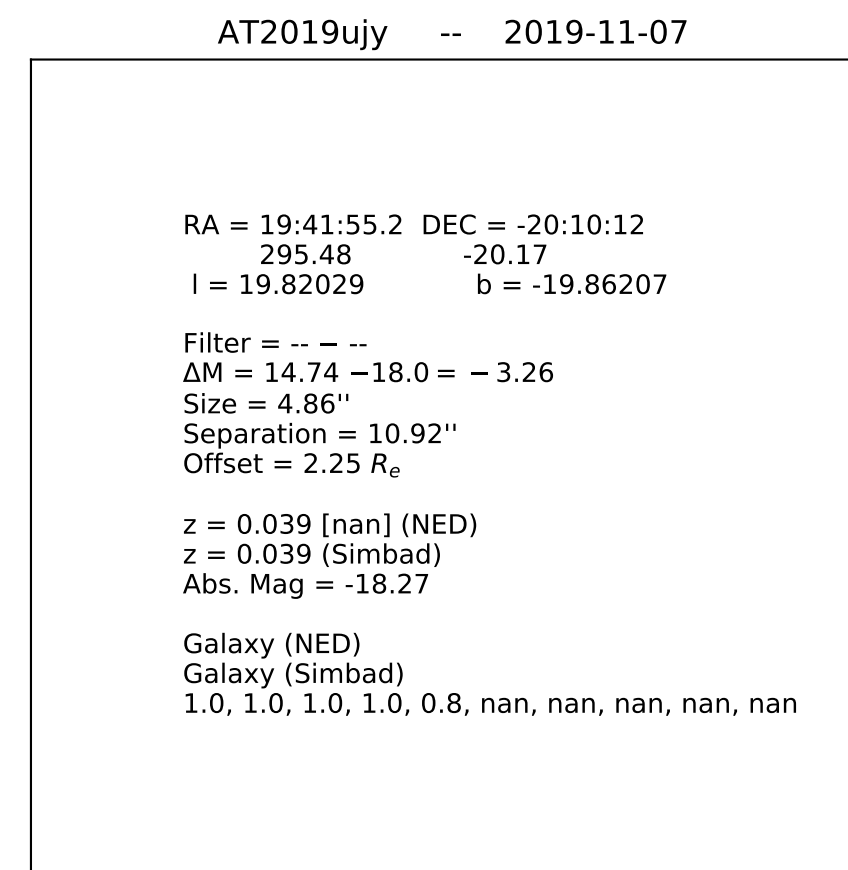 AT2019ujy -- 2019-11-07
RA = 19:41:55.2 DEC = -20:10:12
295.48 -20.17
l = 19.82029 b = -19.86207
Filter = -- − --
ΔM = 14.74 −18.0 = − 3.26
Size = 4.86''
Separation = 10.92''
Offset = 2.25 Rₑ
z = 0.039 [nan] (NED)
z = 0.039 (Simbad)
Abs. Mag = -18.27
Galaxy (NED)
Galaxy (Simbad)
1.0, 1.0, 1.0, 1.0, 0.8, nan, nan, nan, nan, nan